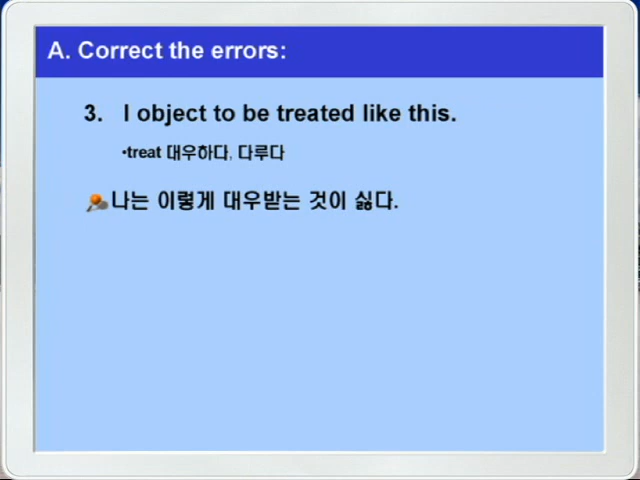 A. Correct the errors:
3. I object to be treated like this.
•treat 대우하다, 다루다
나는 이렇게 대우받는 것이 싫다.